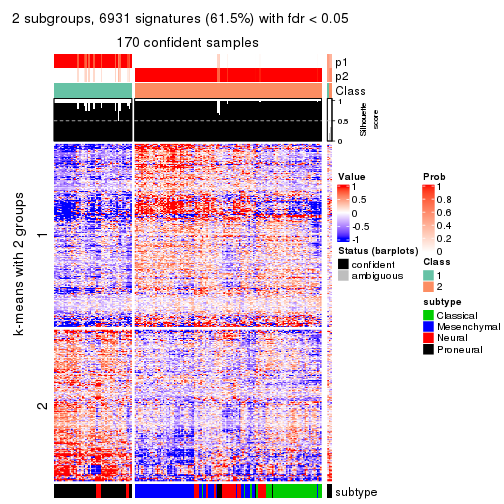 2 subgroups, 6931 signatures (61.5%) with fdr < 0.05
170 confident samples
p1
p2
Class
1
0.5
0
Silhouette
score
k-means with 2 groups
1
2
Value
1
0.5
0
-0.5
-1
Status (barplots)
confident
ambiguous
Prob
1
0.8
0.6
0.4
0.2
0
Class
1
2
subtype
Classical
Mesenchymal
Neural
Proneural
subtype